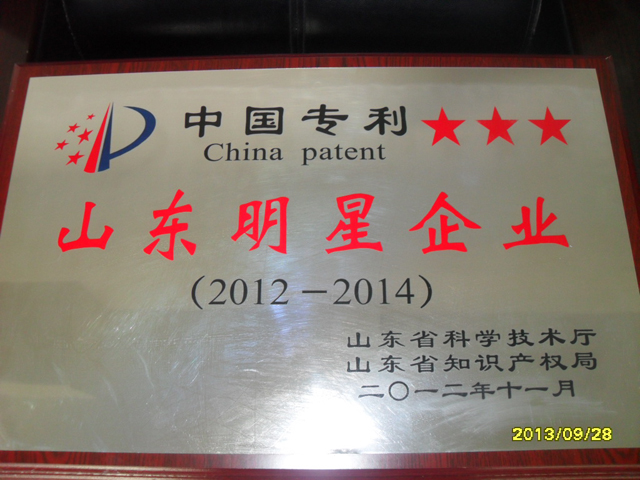 中国专利★★★
China patent
山东明星企业
(2012－2014)
山东省科学技术厅
山东省知识产权局
二〇一二年十一月
2013/09/28